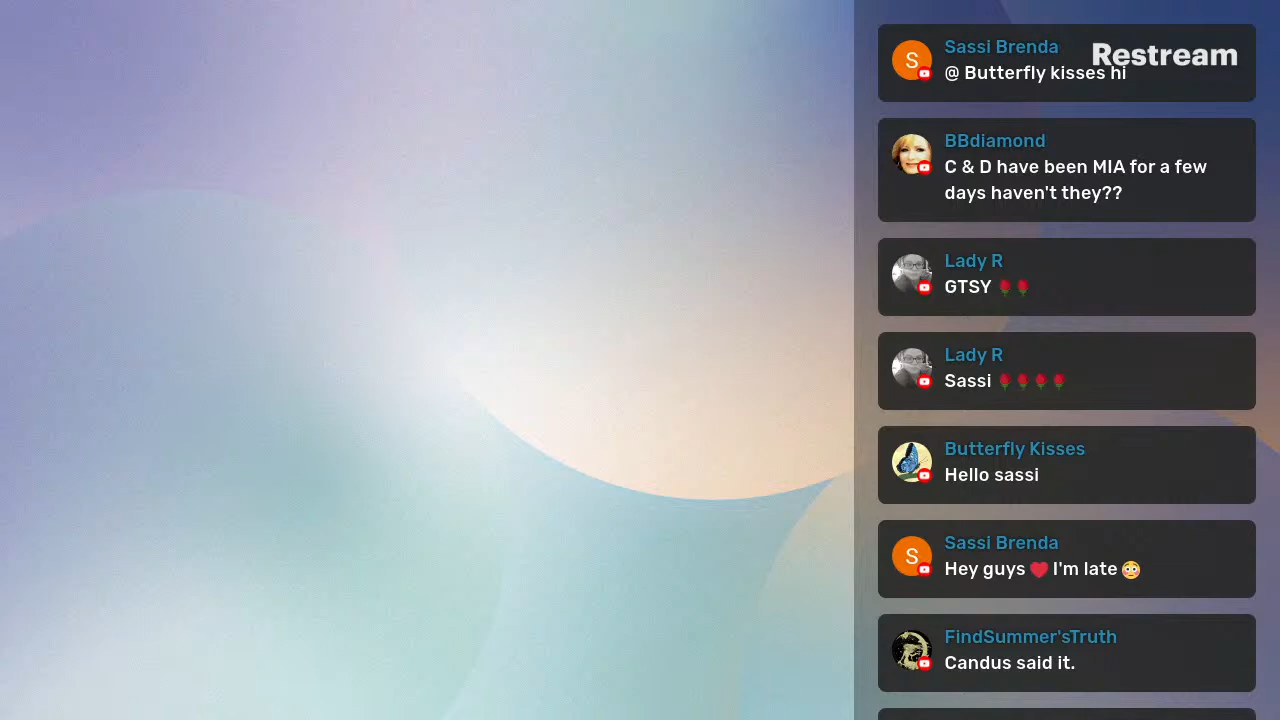 Restream
Sassi Brenda
@ Butterfly kisses hi
BBdiamond
C & D have been MIA for a few
days haven't they??
Lady R
GTSY 🌹🌹
Lady R
Sassi 🌹🌹🌹🌹
Butterfly Kisses
Hello sassi
Sassi Brenda
Hey guys ❤️ I'm late 😳
FindSummer'sTruth
Candus said it.
S
S